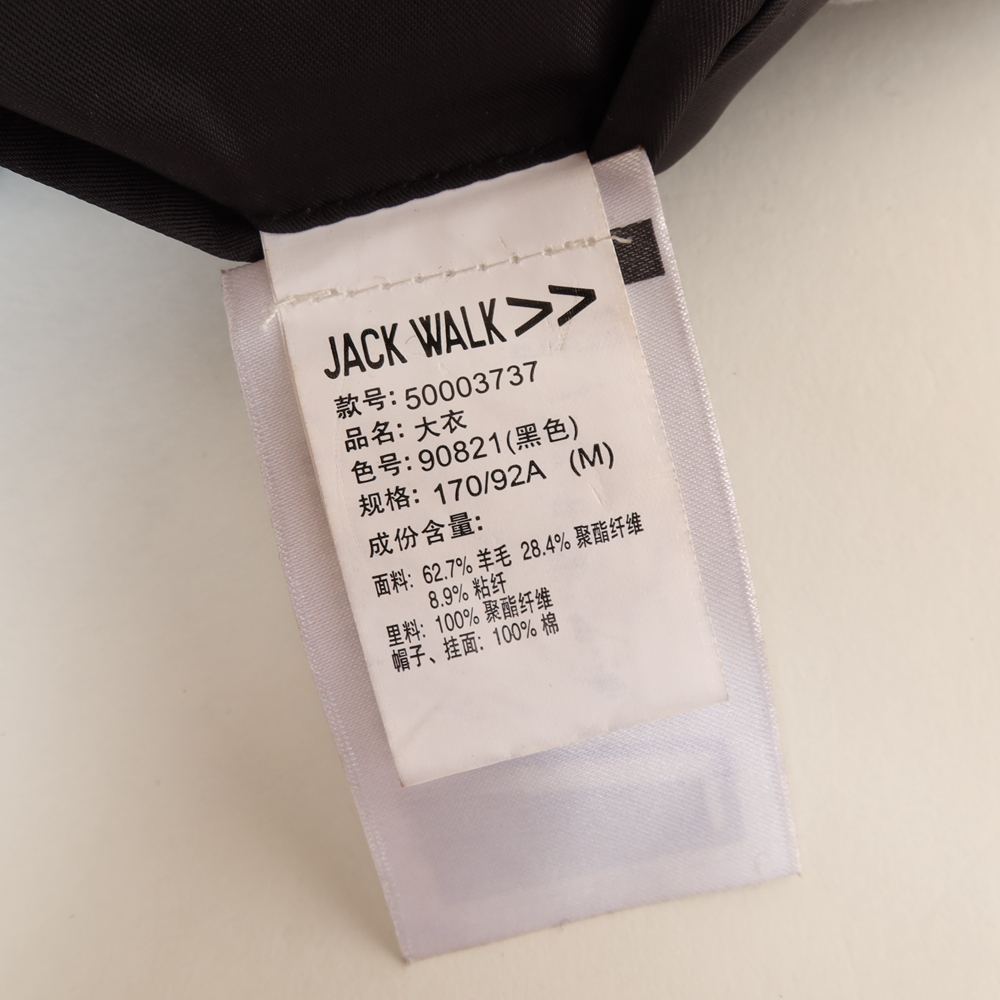 JACK WALK>>
款号: 50003737
品名: 大衣
色号: 90821(黑色)
规格: 170/92A (M)
成份含量:
面料: 62.7% 羊毛 28.4% 聚酯纤维
8.9% 粘纤
里料: 100% 聚酯纤维
帽子、挂面: 100% 棉